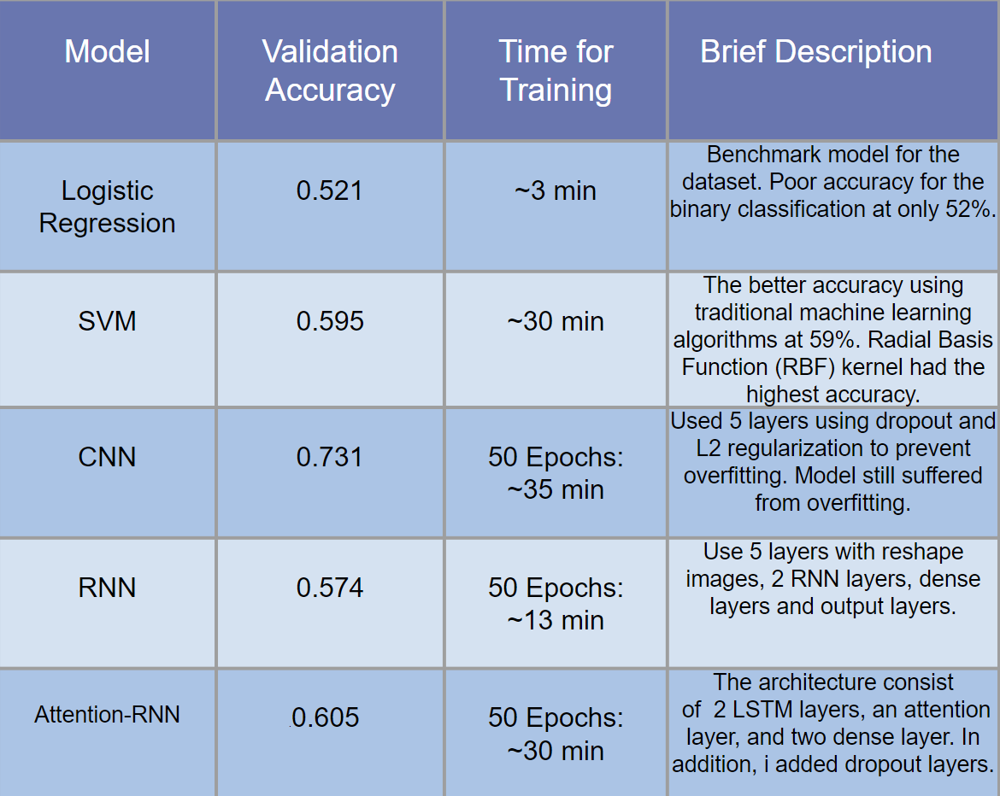 Model
Validation
Accuracy
Time for
Training
Brief Description
Logistic
Regression
0.521
~3 min
Benchmark model for the
dataset. Poor accuracy for the
binary classification at only 52%.
SVM
0.595
~30 min
The better accuracy using
traditional machine learning
algorithms at 59%. Radial Basis
Function (RBF) kernel had the
highest accuracy.
CNN
0.731
50 Epochs:
~35 min
Used 5 layers using dropout and
L2 regularization to prevent
overfitting. Model still suffered
from overfitting.
RNN
0.574
50 Epochs:
~13 min
Use 5 layers with reshape
images, 2 RNN layers, dense
layers and output layers.
Attention-RNN
.0.605
50 Epochs:
~30 min
The architecture consist
of  2 LSTM layers, an attention
layer, and two dense layer. In
addition, i added dropout layers.